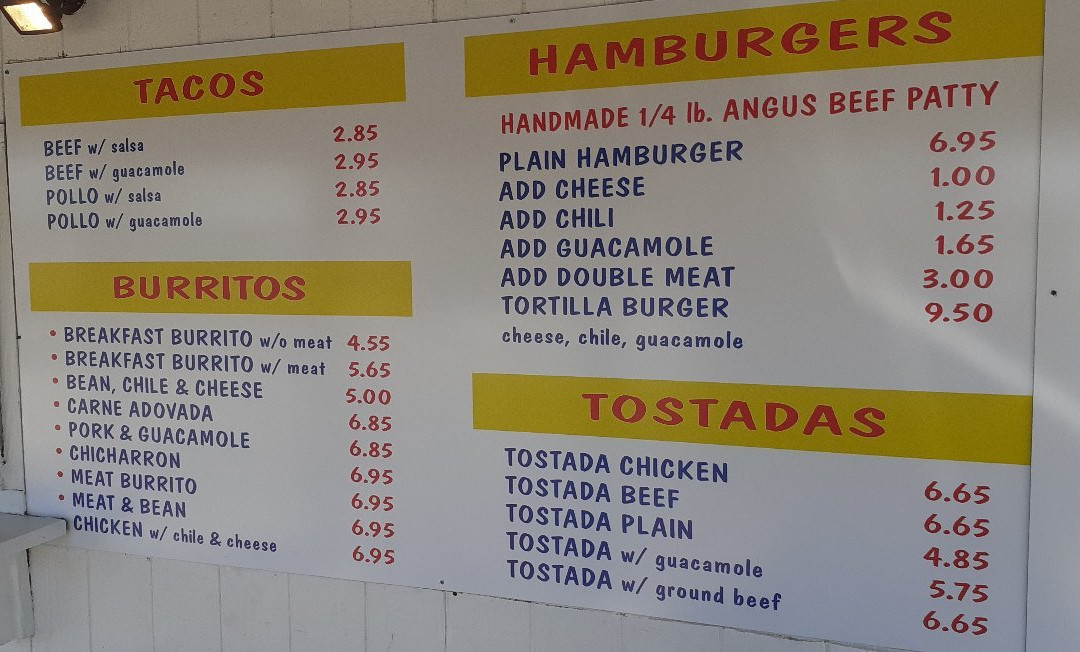 TACOS
BEEF w/ salsa 2.85
BEEF w/ guacamole 2.95
POLLO w/ salsa 2.85
POLLO w/ guacamole 2.95
BURRITOS
• BREAKFAST BURRITO w/o meat 4.55
• BREAKFAST BURRITO w/ meat 5.65
• BEAN, CHILE & CHEESE 5.00
• CARNE ADOVADA 6.85
• PORK & GUACAMOLE 6.85
• CHICHARRON 6.95
• MEAT BURRITO 6.95
• MEAT & BEAN 6.95
• CHICKEN w/ chile & cheese 6.95
HAMBURGERS
HANDMADE 1/4 lb. ANGUS BEEF PATTY
PLAIN HAMBURGER 6.95
ADD CHEESE 1.00
ADD CHILI 1.25
ADD GUACAMOLE 1.65
ADD DOUBLE MEAT 3.00
TORTILLA BURGER 9.50
cheese, chile, guacamole
TOSTADAS
TOSTADA CHICKEN 6.65
TOSTADA BEEF 6.65
TOSTADA PLAIN 4.85
TOSTADA w/ guacamole 5.75
TOSTADA w/ ground beef 6.65